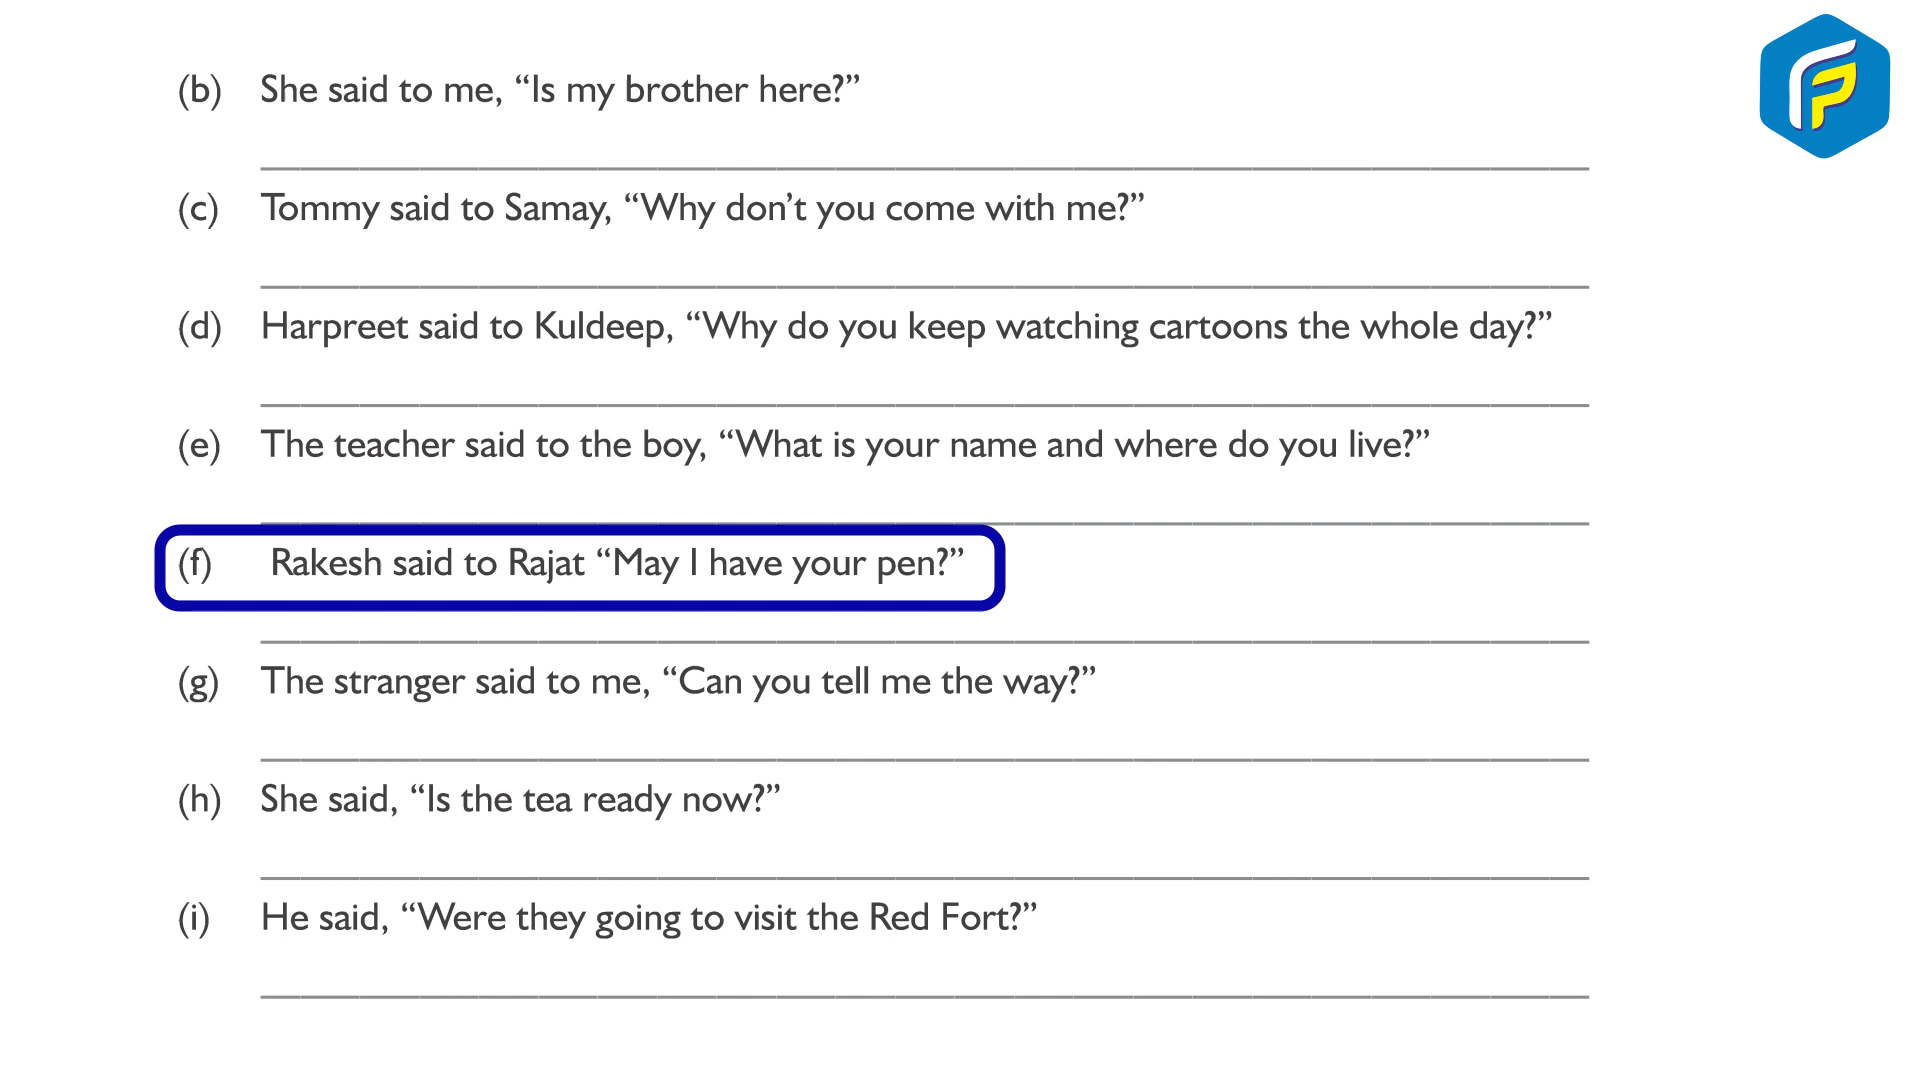 (b) She said to me, “Is my brother here?”
(c) Tommy said to Samay, “Why don’t you come with me?”
(d) Harpreet said to Kuldeep, “Why do you keep watching cartoons the whole day?”
(e) The teacher said to the boy, “What is your name and where do you live?”
(f) Rakesh said to Rajat “May I have your pen?”
(g) The stranger said to me, “Can you tell me the way?”
(h) She said, “Is the tea ready now?”
(i) He said, “Were they going to visit the Red Fort?”